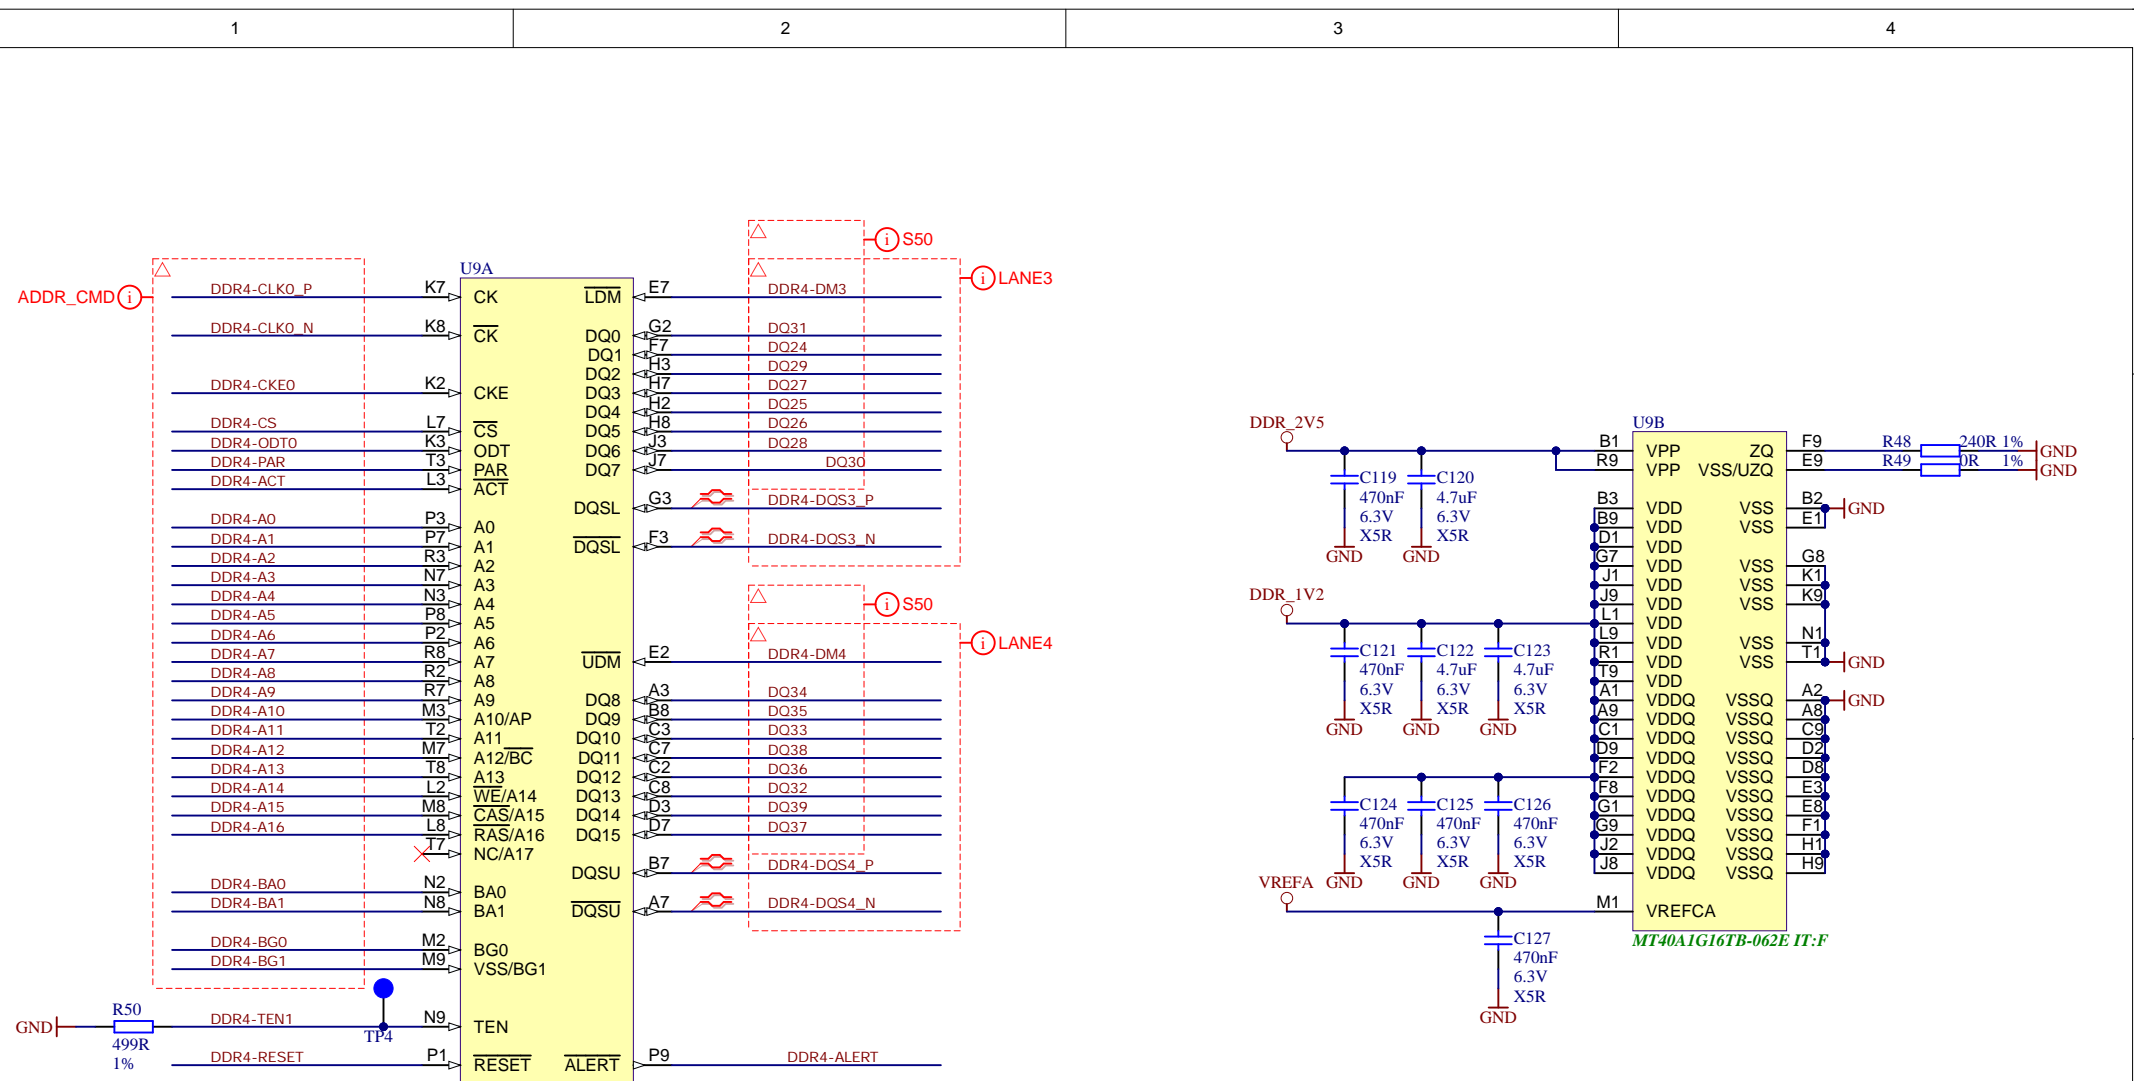 1 2 3 4
S50
LANE3
ADDR_CMD
U9A
DDR4-CLK0_P K7 CK LDM E7 DDR4-DM3
DDR4-CLK0_N K8 CK DQ0 G2 DQ31
DQ1 F7 DQ24
DQ2 H3 DQ29
DDR4-CKE0 K2 CKE DQ3 H7 DQ27
DQ4 H2 DQ25
DDR4-CS L7 CS DQ5 H8 DQ26
DDR4-ODT0 K3 ODT DQ6 J3 DQ28
DDR4-PAR T3 PAR DQ7 J7 DQ30
DDR4-ACT L3 ACT
DQSL G3 DDR4-DQS3_P
DDR4-A0 P3 A0
DDR4-A1 P7 A1 DQSL F3 DDR4-DQS3_N
DDR4-A2 R3 A2
DDR4-A3 N7 A3
DDR4-A4 N3 A4 S50
DDR4-A5 P8 A5
DDR4-A6 P2 A6 LANE4
DDR4-A7 R8 A7 UDM E2 DDR4-DM4
DDR4-A8 R2 A8
DDR4-A9 R7 A9 DQ8 A3 DQ34
DDR4-A10 M3 A10/AP DQ9 B8 DQ35
DDR4-A11 T2 A11 DQ10 C3 DQ33
DDR4-A12 M7 A12/BC DQ11 C7 DQ38
DDR4-A13 T8 A13 DQ12 C2 DQ36
DDR4-A14 L2 WE/A14 DQ13 C8 DQ32
DDR4-A15 M8 CAS/A15 DQ14 D3 DQ39
DDR4-A16 L8 RAS/A16 DQ15 D7 DQ37
T7 NC/A17
DQSU B7 DDR4-DQS4_P
DDR4-BA0 N2 BA0
DDR4-BA1 N8 BA1 DQSU A7 DDR4-DQS4_N
DDR4-BG0 M2 BG0
DDR4-BG1 M9 VSS/BG1
R50
GND DDR4-TEN1 N9 TEN
499R TP4
1%
DDR4-RESET P1 RESET ALERT P9 DDR4-ALERT
DDR_2V5
U9B
B1 VPP ZQ F9 R48 240R 1% GND
R9 VPP VSS/UZQ E9 R49 0R 1% GND
C119 C120
470nF 4.7uF
6.3V 6.3V
X5R X5R
GND GND
B3 VDD VSS B2 GND
B9 VDD VSS E1
D1 VDD
G7 VDD VSS G8
J1 VDD VSS K1
J9 VDD VSS K9
DDR_1V2
L1 VDD
L9 VDD VSS N1
R1 VDD VSS T1 GND
T9 VDD
C121 C122 C123
470nF 4.7uF 4.7uF
6.3V 6.3V 6.3V
X5R X5R X5R
GND GND GND
A1 VDDQ VSSQ A2 GND
A9 VDDQ VSSQ A8
C1 VDDQ VSSQ C9
D9 VDDQ VSSQ D2
F2 VDDQ VSSQ D8
F8 VDDQ VSSQ E3
G1 VDDQ VSSQ E8
G9 VDDQ VSSQ F1
J2 VDDQ VSSQ H1
J8 VDDQ VSSQ H9
C124 C125 C126
470nF 470nF 470nF
6.3V 6.3V 6.3V
X5R X5R X5R
VREFA GND GND GND
M1 VREFCA
MT40A1G16TB-062E IT:F
C127
470nF
6.3V
X5R
GND